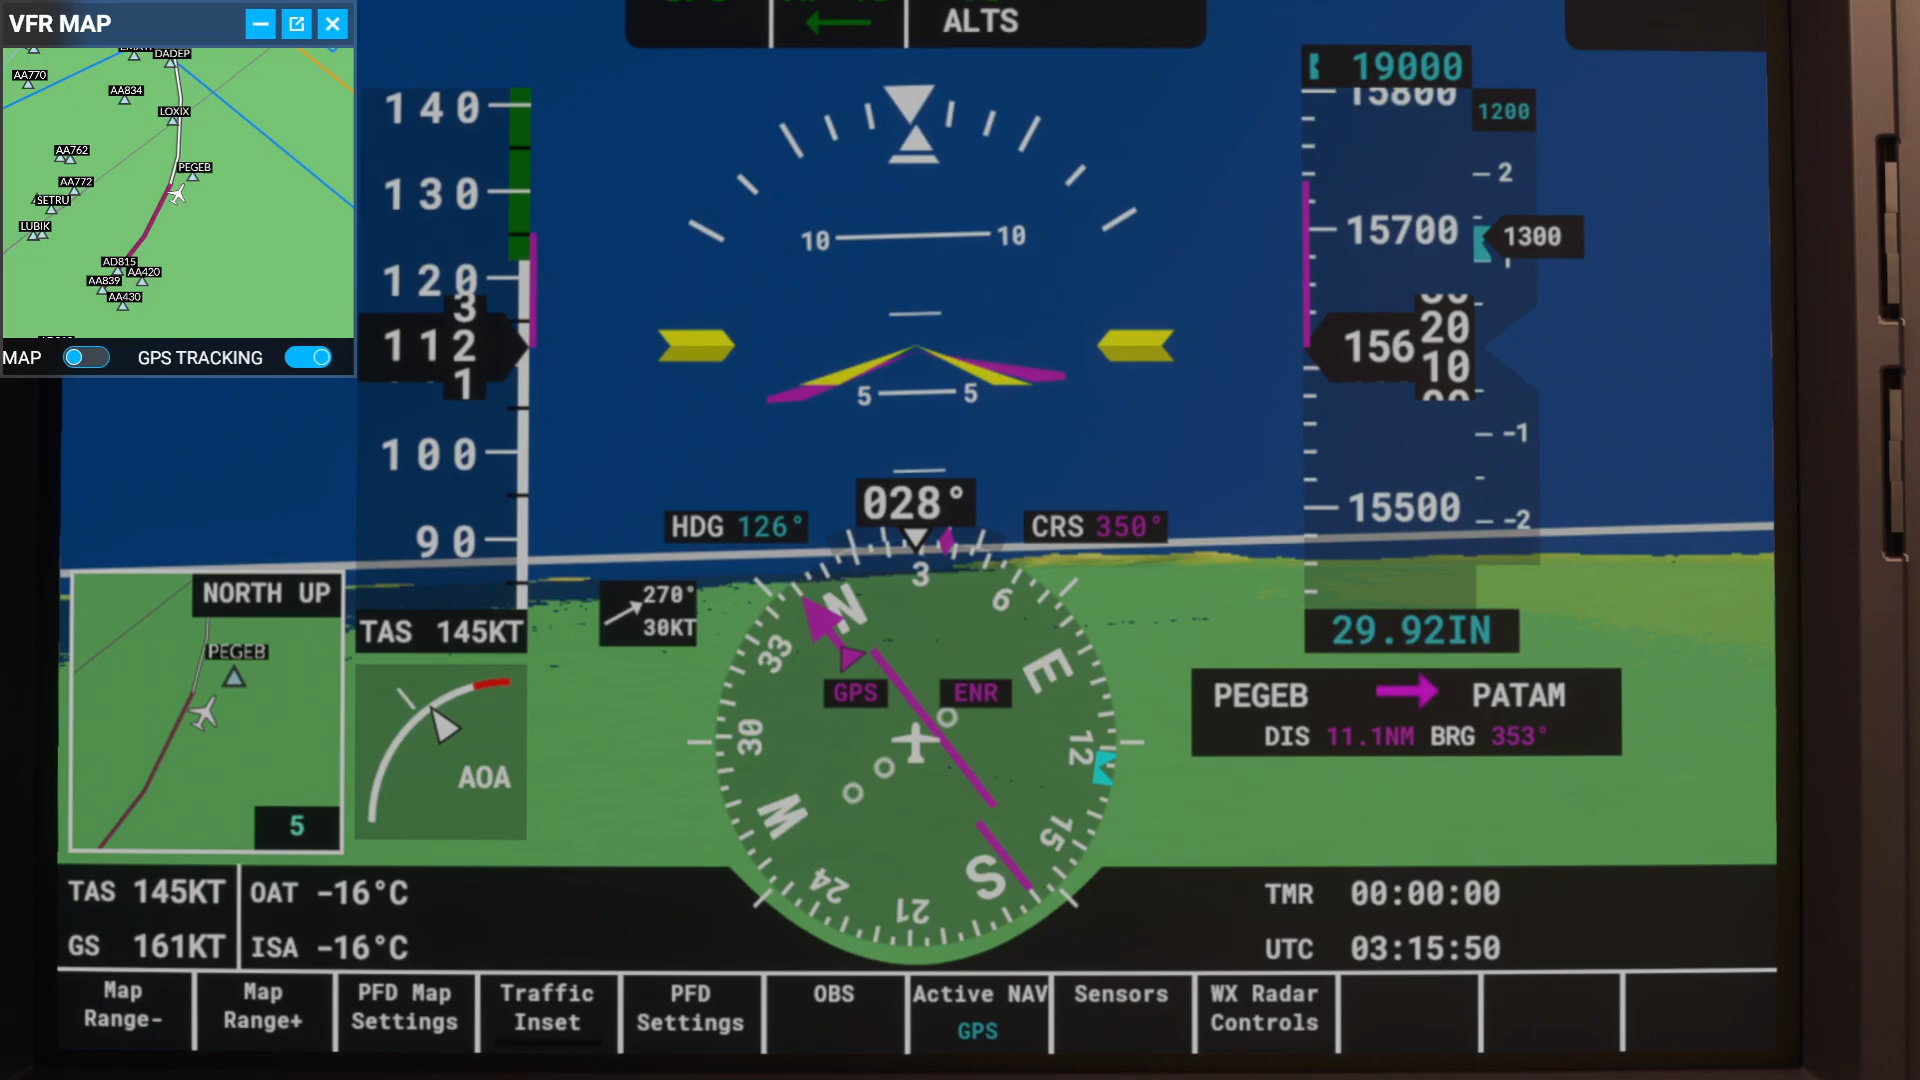 VFR MAP
DADEP
AA770
AA834
LOXIX
AA762
PEGEB
AA772
SETRU
LUBIK
AD815
AA420
AA839
AA430
MAP
GPS TRACKING
ALTS
140
130
120
112
3
1
100
90
TAS 145KT
10 10
5 5
028°
HDG 126°
CRS 350°
270°
30KT
19000
15800
1200
2
15700
1300
1
156
20
10
-1
15500
-2
29.92IN
PEGEB PATAM
DIS 11.1NM BRG 353°
NORTH UP
PEGEB
5
AOA
GPS
ENR
N
3
6
E
12
15
S
21
24
W
30
33
TAS 145KT
OAT -16°C
GS 161KT
ISA -16°C
TMR 00:00:00
UTC 03:15:50
Map
Range-
Map
Range+
PFD Map
Settings
Traffic
Inset
PFD
Settings
OBS
Active NAV
GPS
Sensors
WX Radar
Controls